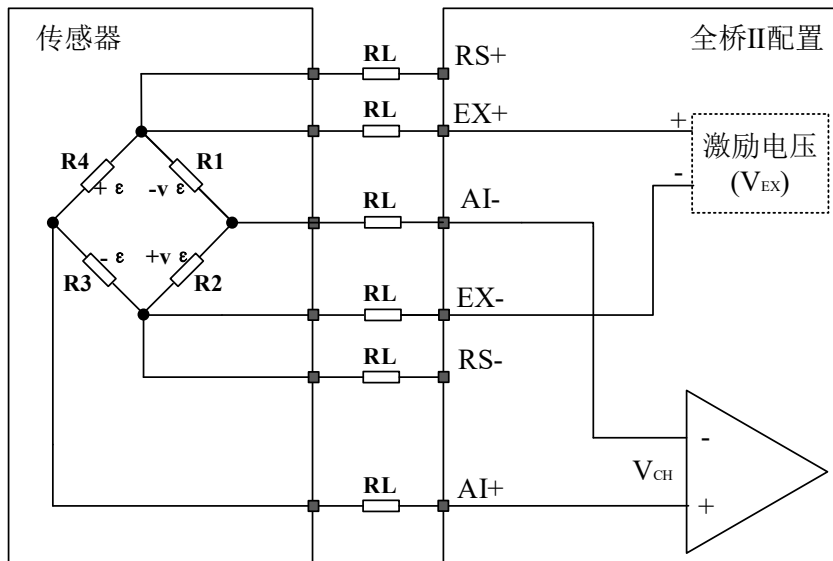 传感器
全桥II配置
RL
RS+
RL
EX+
+
激励电压
(VEX)
-
R4
R1
+ ε
-v ε
RL
AI-
- ε
+v ε
R3
R2
RL
EX-
RL
RS-
-
VCH
RL
AI+
+